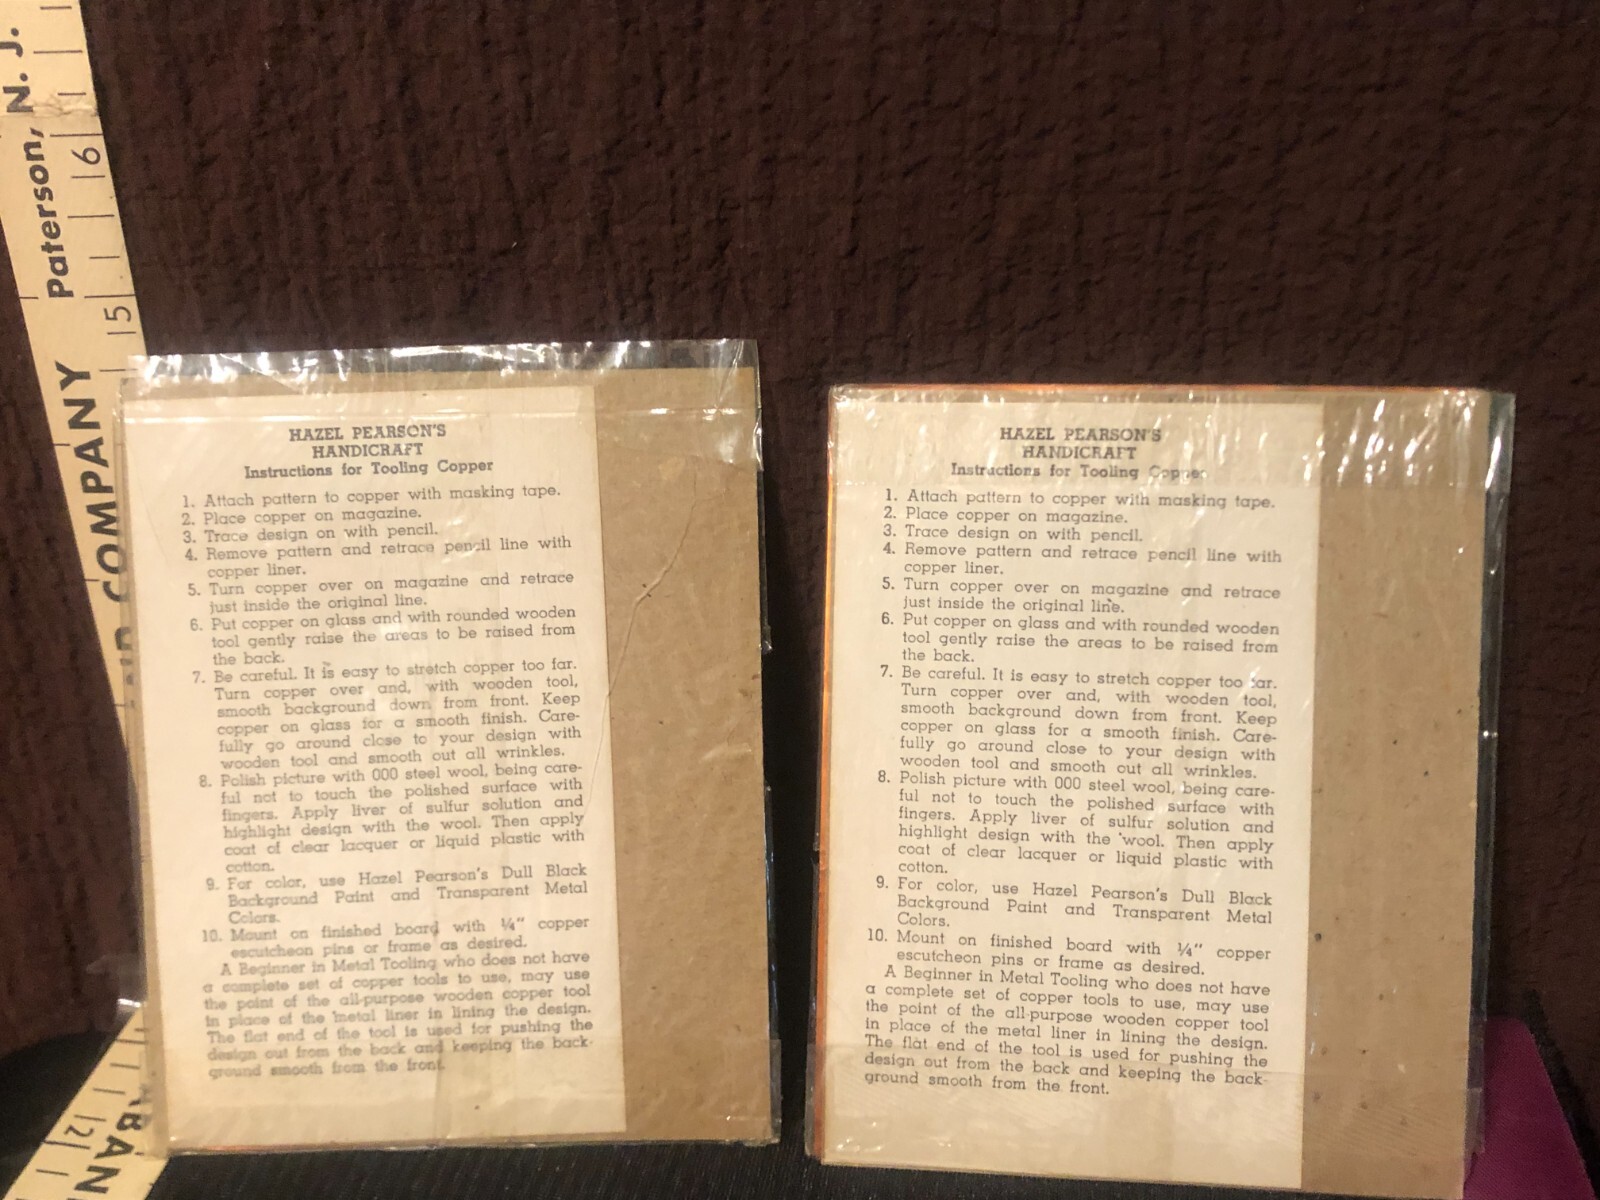 Paterson, N. J.
16
15
COMPANY
12
HAZEL PEARSON'S
HANDICRAFT
Instructions for Tooling Copper
1. Attach pattern to copper with masking tape.
2. Place copper on magazine.
3. Trace design on with pencil.
4. Remove pattern and retrace pencil line with
copper liner.
5. Turn copper over on magazine and retrace
just inside the original line.
6. Put copper on glass and with rounded wooden
tool gently raise the areas to be raised from
the back.
7. Be careful. It is easy to stretch copper too far.
Turn copper over and, with wooden tool,
smooth background down from front. Keep
copper on glass for a smooth finish. Care-
fully go around close to your design with
wooden tool and smooth out all wrinkles.
8. Polish picture with 000 steel wool, being care-
ful not to touch the polished surface with
fingers. Apply liver of sulfur solution and
highlight design with the wool. Then apply
coat of clear lacquer or liquid plastic with
cotton.
9. For color, use Hazel Pearson's Dull Black
Background Paint and Transparent Metal
Colors.
10. Mount on finished board with ¼" copper
escutcheon pins or frame as desired.
A Beginner in Metal Tooling who does not have
a complete set of copper tools to use, may use
the point of the all-purpose wooden copper tool
in place of the metal liner in lining the design.
The flat end of the tool is used for pushing the
design out from the back and keeping the back-
ground smooth from the front.
HAZEL PEARSON'S
HANDICRAFT
Instructions for Tooling Copper
1. Attach pattern to copper with masking tape.
2. Place copper on magazine.
3. Trace design on with pencil.
4. Remove pattern and retrace pencil line with
copper liner.
5. Turn copper over on magazine and retrace
just inside the original line.
6. Put copper on glass and with rounded wooden
tool gently raise the areas to be raised from
the back.
7. Be careful. It is easy to stretch copper too far.
Turn copper over and, with wooden tool,
smooth background down from front. Keep
copper on glass for a smooth finish. Care-
fully go around close to your design with
wooden tool and smooth out all wrinkles.
8. Polish picture with 000 steel wool, being care-
ful not to touch the polished surface with
fingers. Apply liver of sulfur solution and
highlight design with the wool. Then apply
coat of clear lacquer or liquid plastic with
cotton.
9. For color, use Hazel Pearson's Dull Black
Background Paint and Transparent Metal
Colors.
10. Mount on finished board with ¼" copper
escutcheon pins or frame as desired.
A Beginner in Metal Tooling who does not have
a complete set of copper tools to use, may use
the point of the all-purpose wooden copper tool
in place of the metal liner in lining the design.
The flat end of the tool is used for pushing the
design out from the back and keeping the back-
ground smooth from the front.